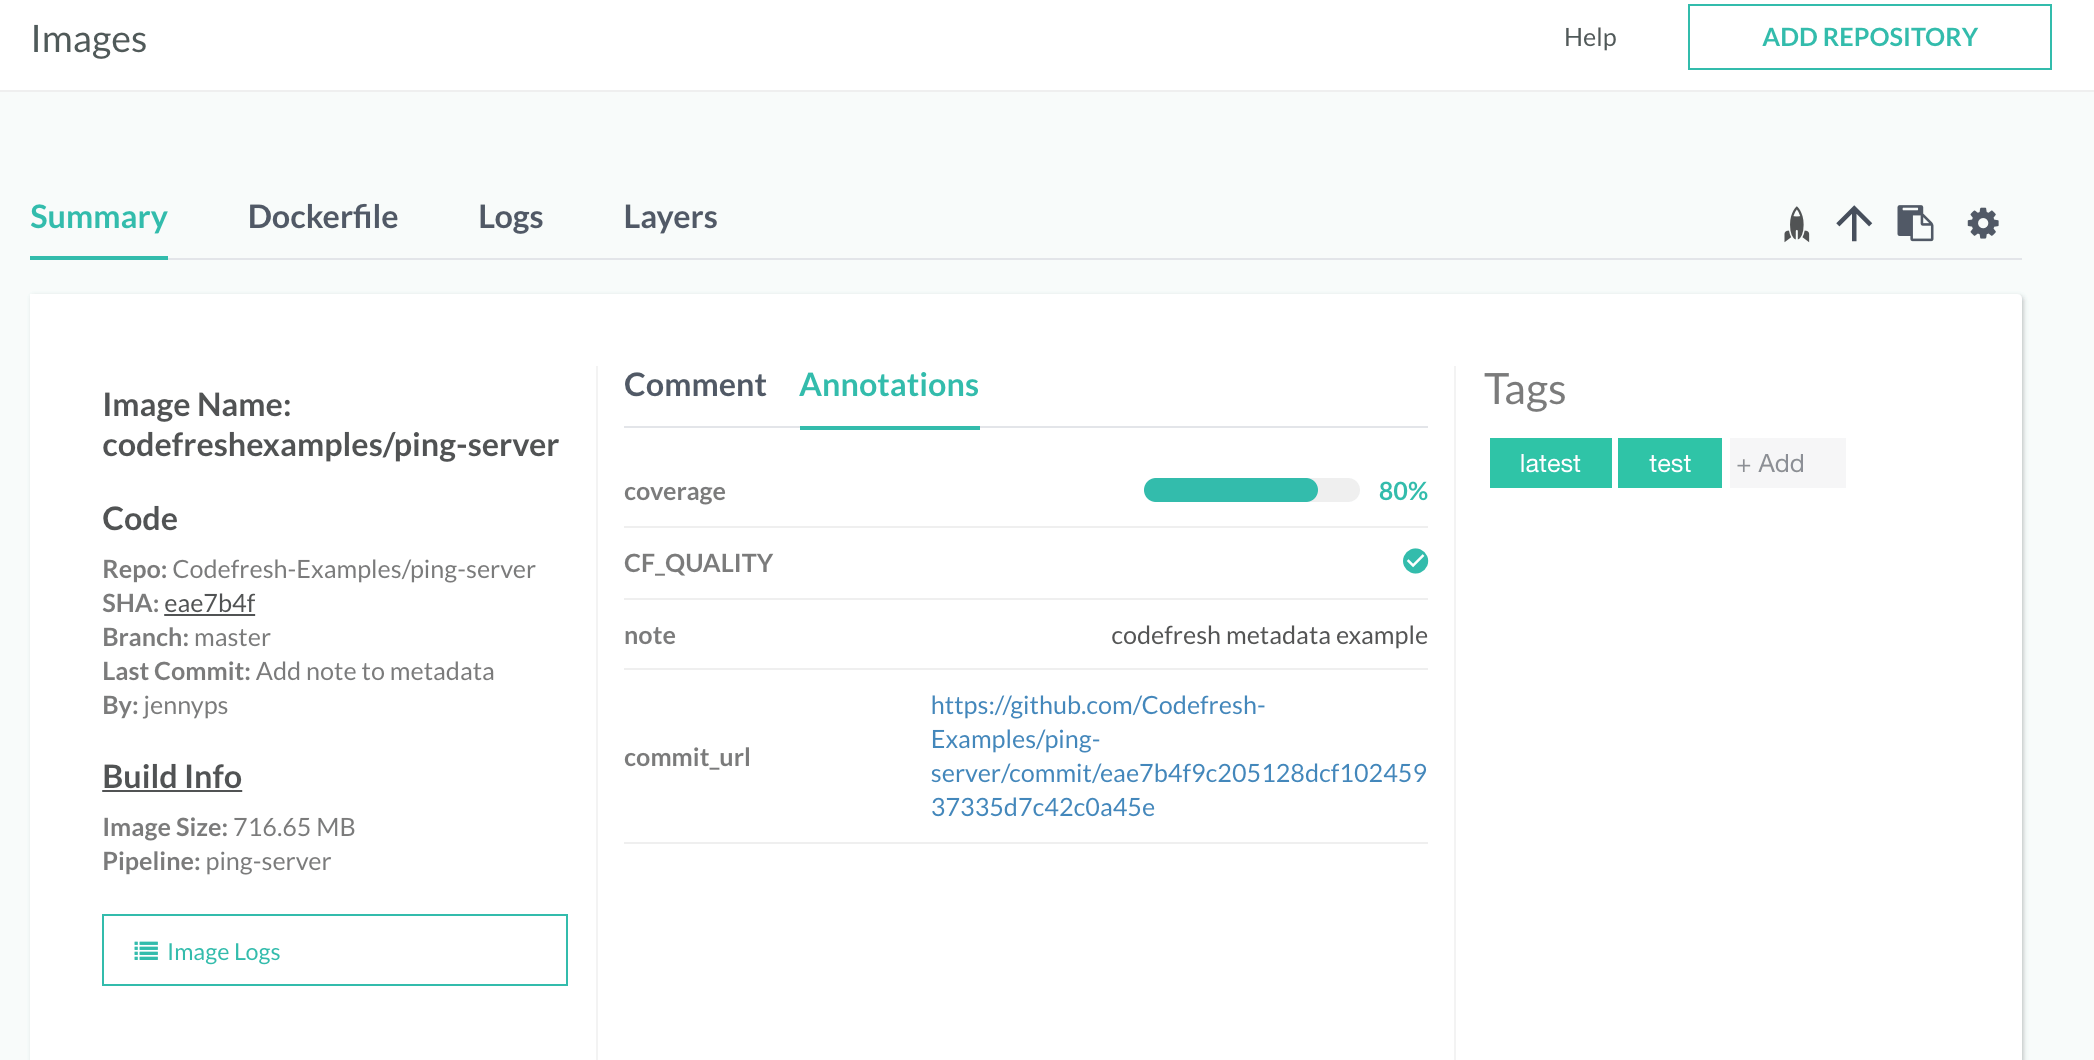 Images
Help
ADD REPOSITORY
Summary
Dockerfile
Logs
Layers
Image Name:
codefreshexamples/ping-server
Code
Repo: Codefresh-Examples/ping-server
SHA: eae7b4f
Branch: master
Last Commit: Add note to metadata
By: jennyps
Build Info
Image Size: 716.65 MB
Pipeline: ping-server
Image Logs
Comment
Annotations
coverage
80%
CF_QUALITY
note
codefresh metadata example
commit_url
https://github.com/Codefresh-
Examples/ping-
server/commit/eae7b4f9c205128dcf102459
37335d7c42c0a45e
Tags
latest
test
+ Add